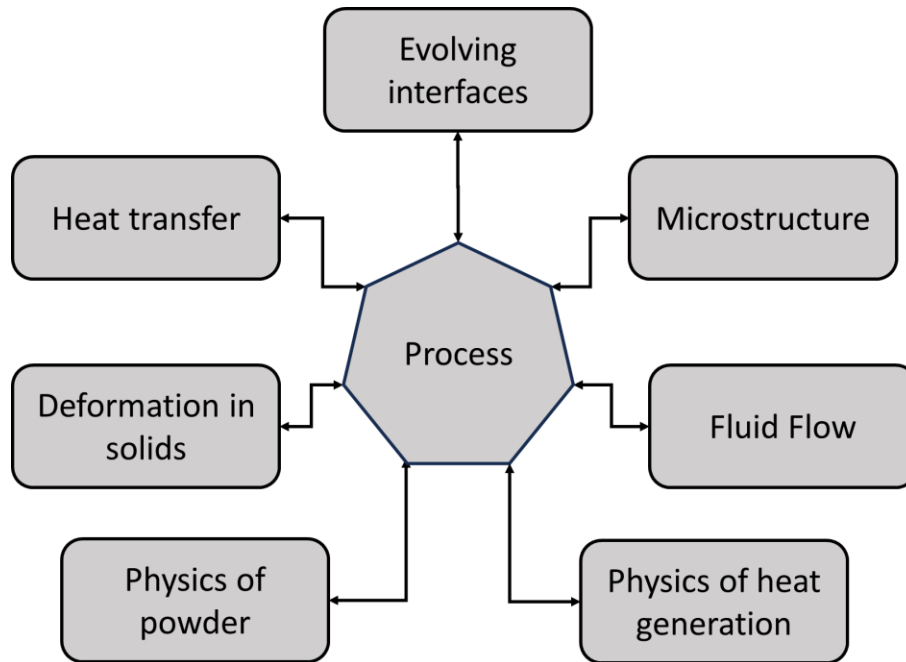 Evolving
interfaces
Heat transfer
Microstructure
Process
Deformation in
solids
Fluid Flow
Physics of
powder
Physics of heat
generation